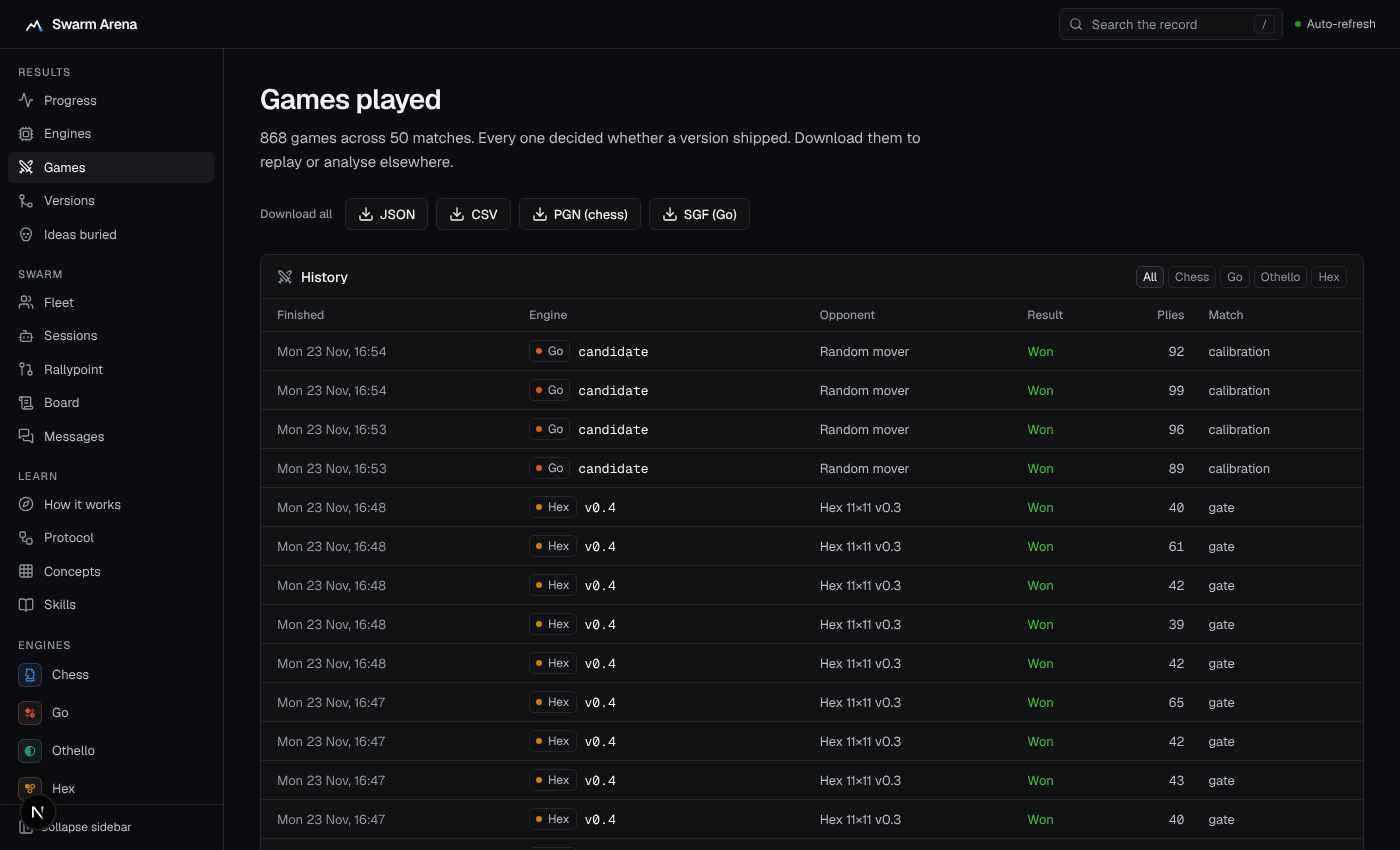 Swarm Arena
Search the record /
Auto-refresh
RESULTS
Progress
Engines
Games
Versions
Ideas buried
SWARM
Fleet
Sessions
Rallypoint
Board
Messages
LEARN
How it works
Protocol
Concepts
Skills
ENGINES
Chess
Go
Othello
Hex
N
ollapse sidebar
Games played
868 games across 50 matches. Every one decided whether a version shipped. Download them to
replay or analyse elsewhere.
Download all JSON CSV PGN (chess) SGF (Go)
History All Chess Go Othello Hex
Finished Engine Opponent Result Plies Match
Mon 23 Nov, 16:54 Go candidate Random mover Won 92 calibration
Mon 23 Nov, 16:54 Go candidate Random mover Won 99 calibration
Mon 23 Nov, 16:53 Go candidate Random mover Won 96 calibration
Mon 23 Nov, 16:53 Go candidate Random mover Won 89 calibration
Mon 23 Nov, 16:48 Hex v0.4 Hex 11×11 v0.3 Won 40 gate
Mon 23 Nov, 16:48 Hex v0.4 Hex 11×11 v0.3 Won 61 gate
Mon 23 Nov, 16:48 Hex v0.4 Hex 11×11 v0.3 Won 42 gate
Mon 23 Nov, 16:48 Hex v0.4 Hex 11×11 v0.3 Won 39 gate
Mon 23 Nov, 16:48 Hex v0.4 Hex 11×11 v0.3 Won 42 gate
Mon 23 Nov, 16:47 Hex v0.4 Hex 11×11 v0.3 Won 65 gate
Mon 23 Nov, 16:47 Hex v0.4 Hex 11×11 v0.3 Won 42 gate
Mon 23 Nov, 16:47 Hex v0.4 Hex 11×11 v0.3 Won 43 gate
Mon 23 Nov, 16:47 Hex v0.4 Hex 11×11 v0.3 Won 40 gate